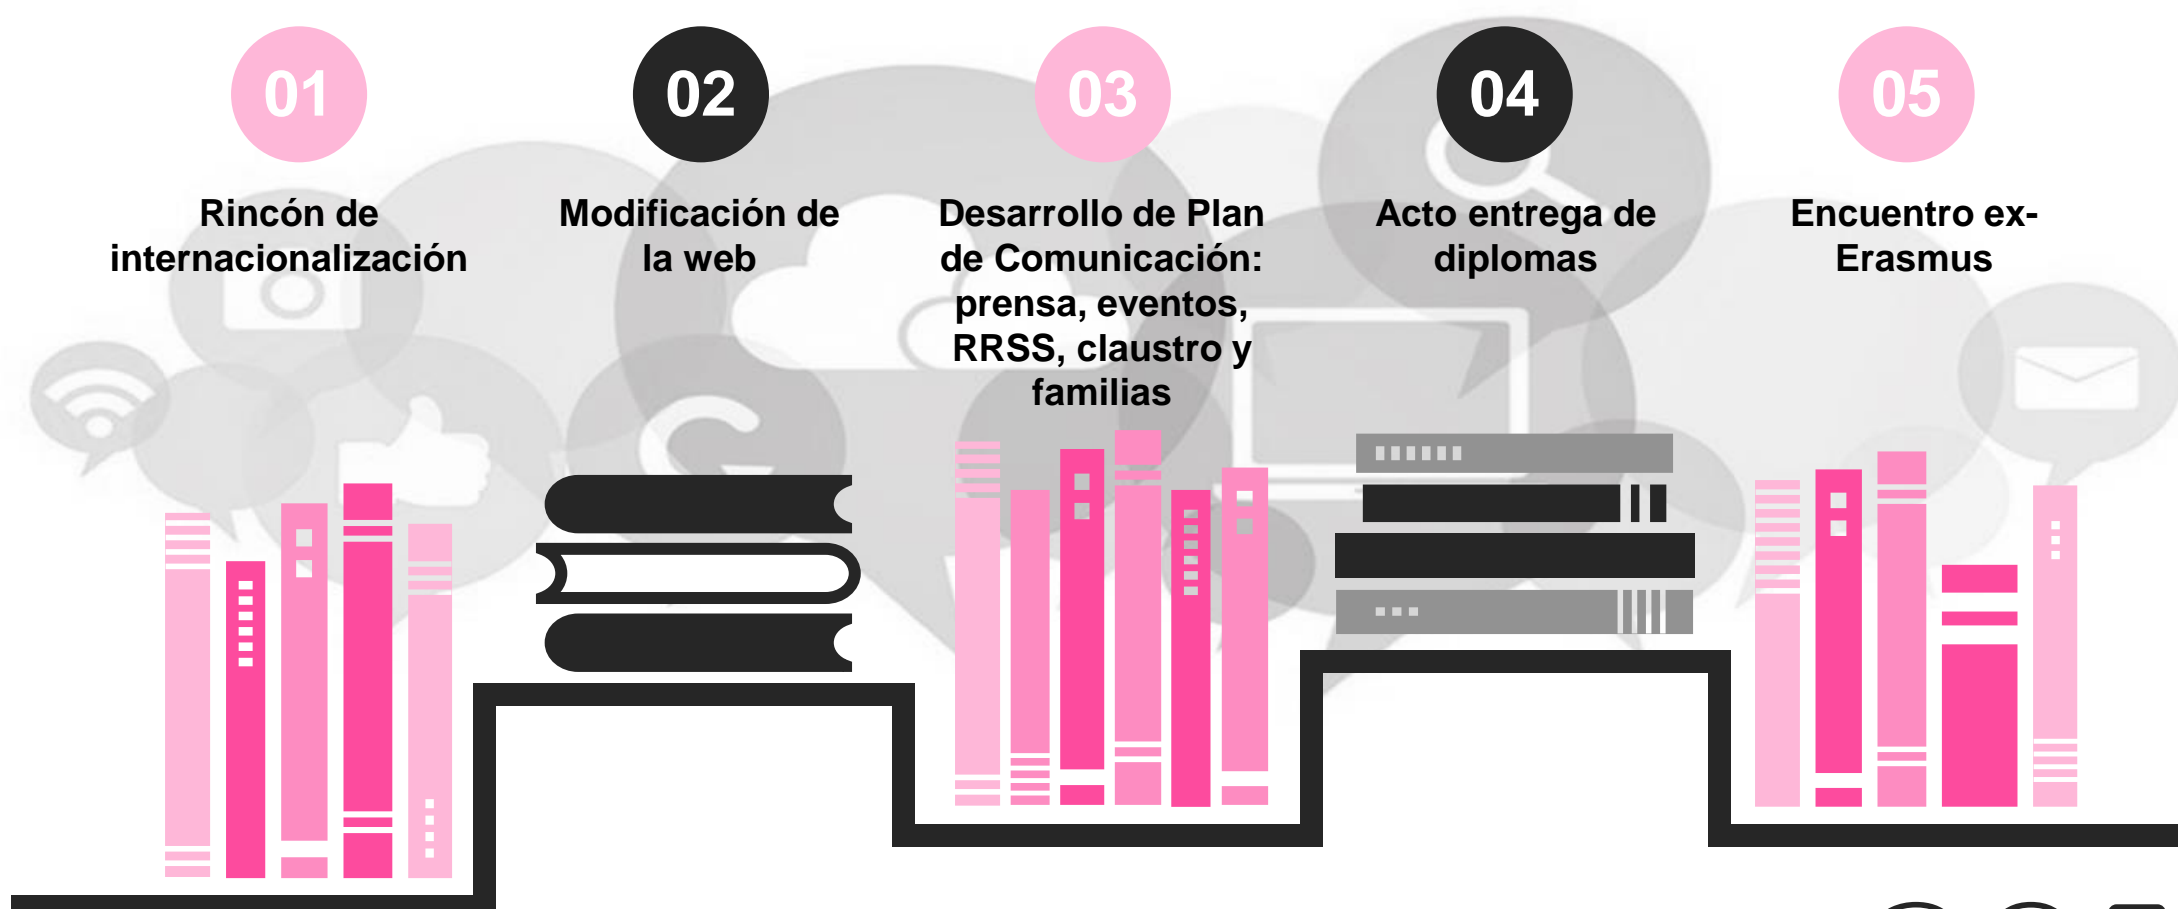 01
Rincón de
internacionalización
02
Modificación de
la web
03
Desarrollo de Plan
de Comunicación:
prensa, eventos,
RRSS, claustro y
familias
04
Acto entrega de
diplomas
05
Encuentro ex-
Erasmus